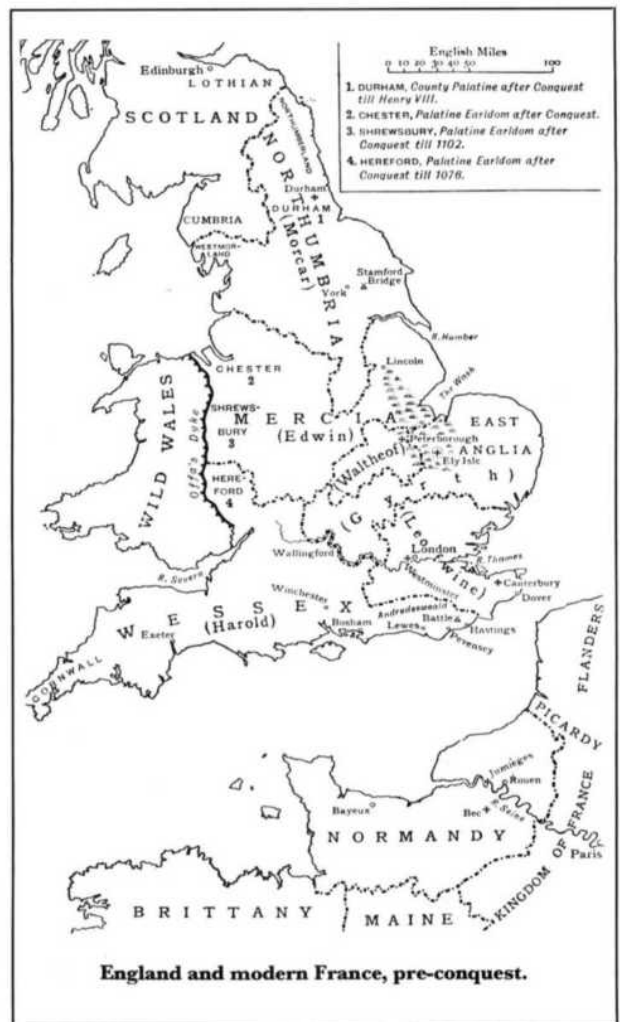 English Miles
0 10 20 30 40 50 100
1. DURHAM, County Palatine after Conquest
till Henry VIII.
2. CHESTER, Palatine Earldom after Conquest.
3. SHREWSBURY, Palatine Earldom after
Conquest till 1102.
4. HEREFORD, Palatine Earldom after
Conquest till 1076.
Edinburgh
LOTHIAN
SCOTLAND
NORTHUMBERLAND
NORTHUMBRIA
(Morcar)
Durham
DURHAM
1
CUMBRIA
WESTMOR-
LAND
Stamford
Bridge
York
R. Humber
Lincoln
The Wash
CHESTER
2
WILD WALES
Offa's Duke
SHREWS-
BURY
3
MERCIA
(Edwin)
EAST
ANGLIA
Peterborough
(Waltheof)
Ely Isle
(Gyrth)
HERE-
FORD
4
(Leofwine)
Wallingford
London
R. Thames
Westminster
Canterbury
Dover
R. Severn
Winchester
WESSEX
(Harold)
Andredesweald
Bosham
Lewes
Battle
Hastings
Pevensey
Exeter
CORNWALL
FLANDERS
PICARDY
Jumièges
Rouen
Bayeux
Bec
R. Seine
NORMANDY
Paris
KINGDOM OF FRANCE
BRITTANY
MAINE
England and modern France, pre-conquest.